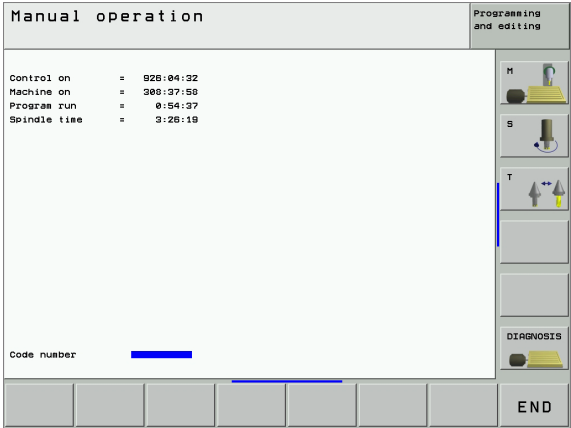 Manual operation
Programming
and editing
Control on = 926:04:32
Machine on = 308:37:58
Program run = 0:54:37
Spindle time = 3:26:19
M
S
T
DIAGNOSIS
Code number
END